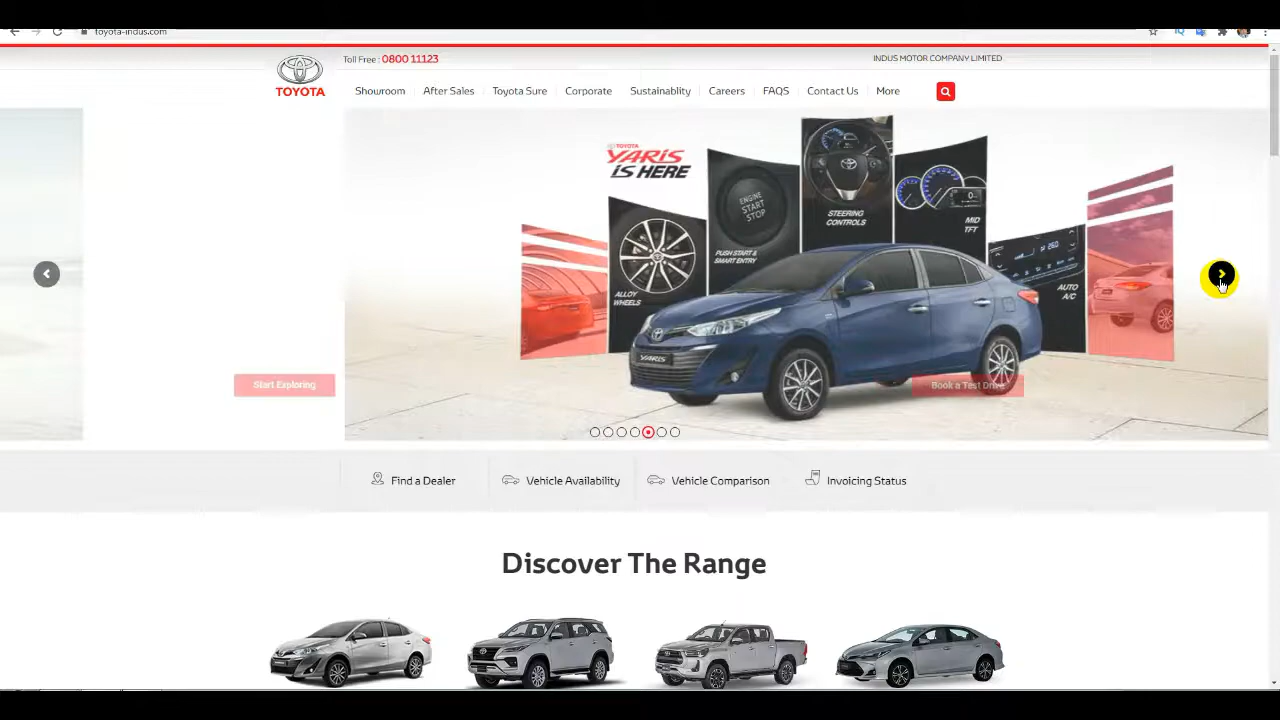 toyota-indus.com
Toll Free : 0800 11123
INDUS MOTOR COMPANY LIMITED
TOYOTA
Showroom
After Sales
Toyota Sure
Corporate
Sustainablity
Careers
FAQS
Contact Us
More
TOYOTA
YARIS
IS HERE
ENGINE
START
STOP
PUSH START &
SMART ENTRY
STEERING
CONTROLS
MID
TFT
ALLOY
WHEELS
AUTO
A/C
YARIS
Start Exploring
Book a Test Drive
Find a Dealer
Vehicle Availability
Vehicle Comparison
Invoicing Status
Discover The Range